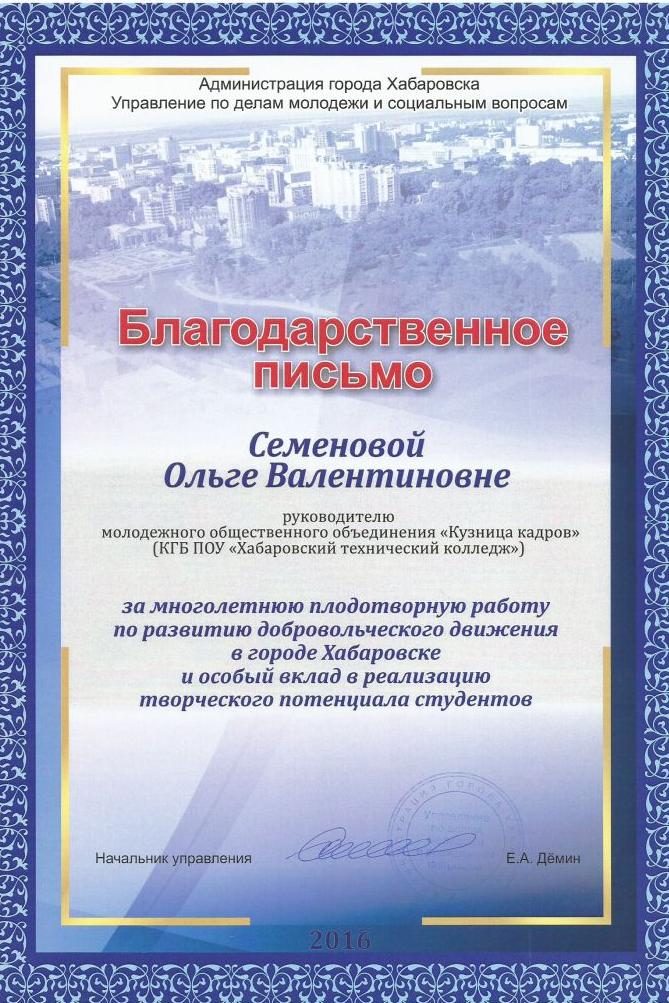 Администрация города Хабаровска
Управление по делам молодежи и социальным вопросам
Благодарственное
письмо
Семеновой
Ольге Валентиновне
руководителю
молодежного общественного объединения «Кузница кадров»
(КГБ ПОУ «Хабаровский технический колледж»)
за многолетнюю плодотворную работу
по развитию добровольческого движения
в городе Хабаровске
и особый вклад в реализацию
творческого потенциала студентов
Начальник управления
Е.А. Дёмин
2016